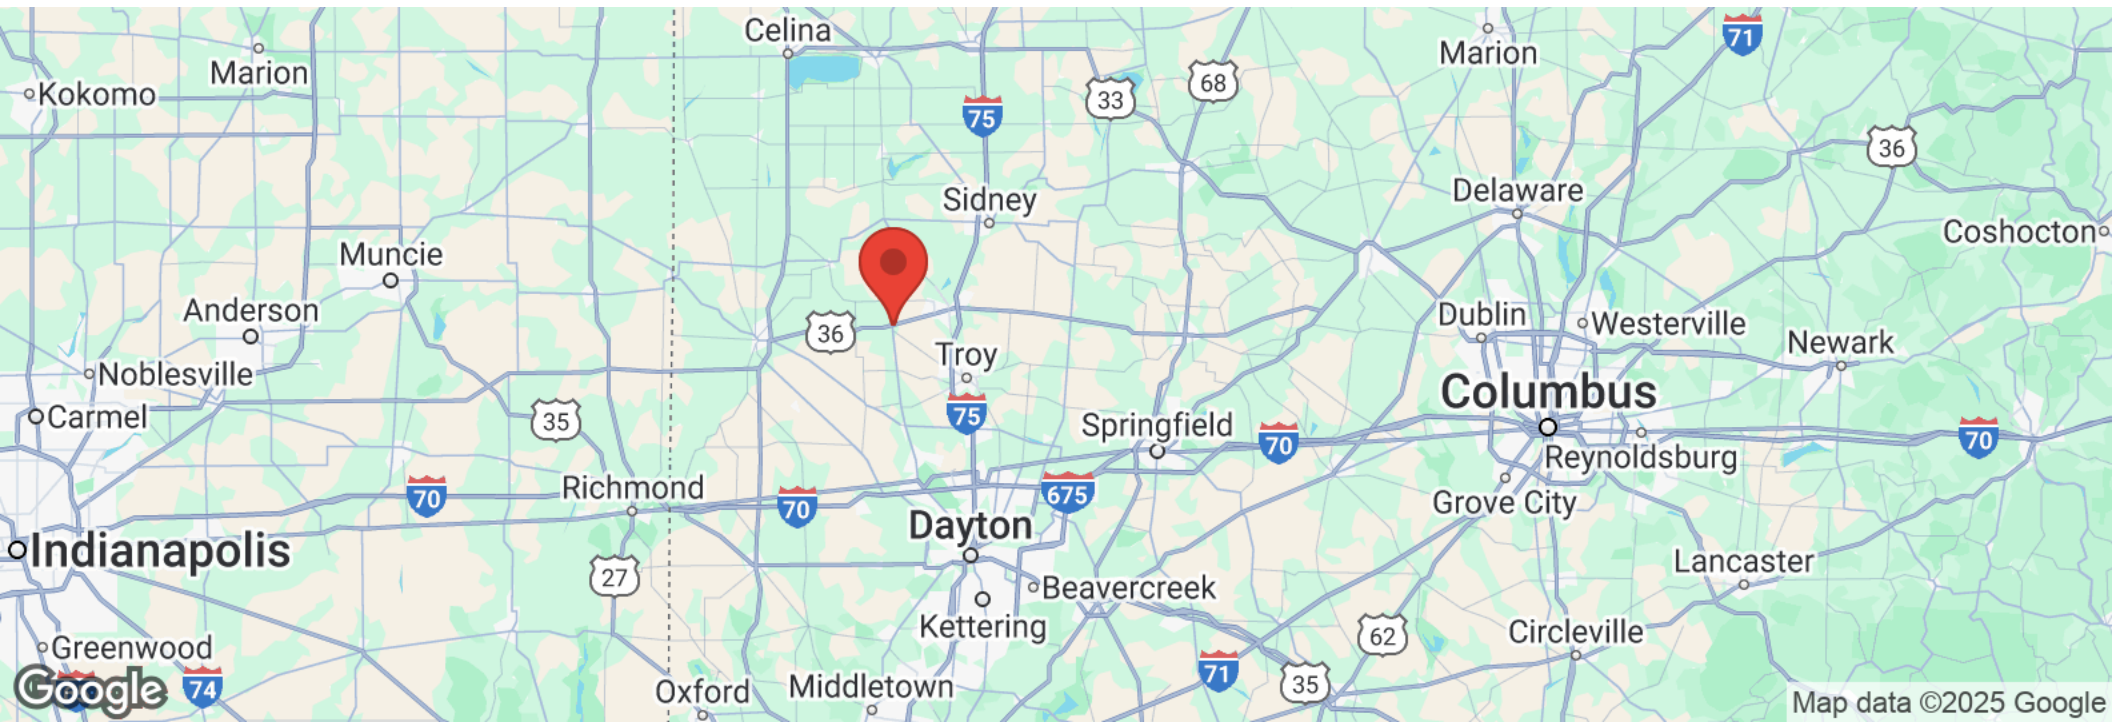 Celina
Marion
71
Marion
Kokomo
33
68
75
36
Delaware
Sidney
Coshocton
Muncie
Anderson
36
Dublin
Westerville
Newark
Troy
Noblesville
Columbus
Carmel
35
75
Springfield
70
70
Reynoldsburg
Richmond
70
70
675
Grove City
Dayton
Indianapolis
27
Lancaster
Beavercreek
Kettering
62
Circleville
Greenwood
71
35
74
Oxford
Middletown
Google
Map data ©2025 Google